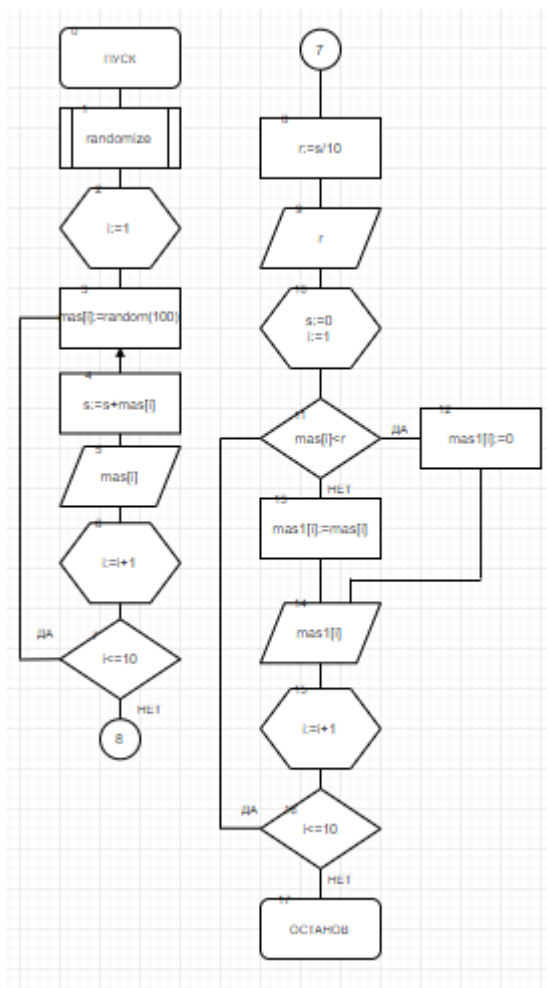 0
ПУСК
1
randomize
2
i:=1
3
mas[i]:=random(100)
4
s:=s+mas[i]
5
mas[i]
6
i:=i+1
ДА
i<=10
НЕТ
8
7
8
r:=s/10
9
r
10
s:=0
i:=1
11
mas[i]<r
ДА
12
mas1[i]:=0
НЕТ
13
mas1[i]:=mas[i]
14
mas1[i]
15
i:=i+1
ДА
16
i<=10
НЕТ
17
ОСТАНОВ